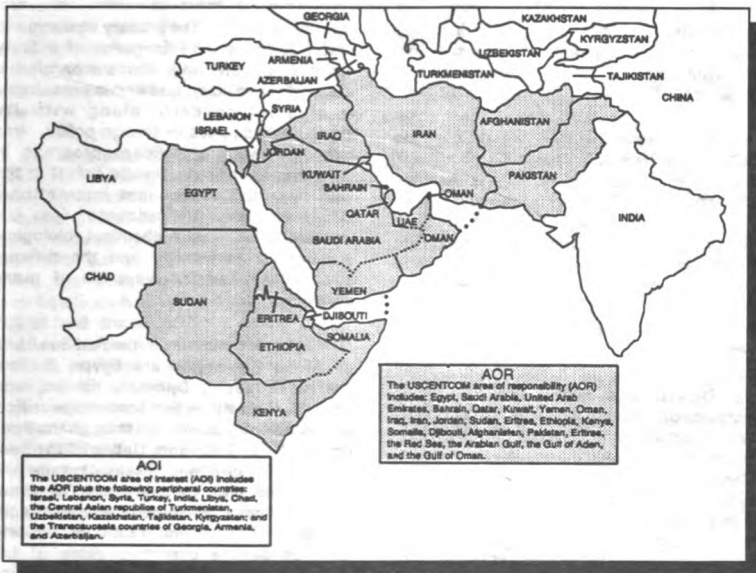 GEORGIA
KAZAKHSTAN
KYRGYZSTAN
UZBEKISTAN
TURKEY
ARMENIA
AZERBAIJAN
TURKMENISTAN
TAJIKISTAN
CHINA
SYRIA
LEBANON
ISRAEL
JORDAN
IRAQ
IRAN
AFGHANISTAN
LIBYA
EGYPT
KUWAIT
BAHRAIN
QATAR
UAE
OMAN
PAKISTAN
INDIA
SAUDI ARABIA
OMAN
CHAD
SUDAN
YEMEN
ERITREA
DJIBOUTI
ETHIOPIA
SOMALIA
KENYA
AOR
The USCENTCOM area of responsibility (AOR)
includes: Egypt, Saudi Arabia, United Arab
Emirates, Bahrain, Qatar, Kuwait, Yemen, Oman,
Iraq, Iran, Jordan, Sudan, Eritrea, Ethiopia, Kenya,
Somalia, Djibouti, Afghanistan, Pakistan, Eritrea,
the Red Sea, the Arabian Gulf, the Gulf of Aden,
and the Gulf of Oman.
AOI
The USCENTCOM area of interest (AOI) includes
the AOR plus the following peripheral countries:
Israel, Lebanon, Syria, Turkey, India, Libya, Chad,
the Central Asian republics of Turkmenistan,
Uzbekistan, Kazakhstan, Tajikistan, Kyrgyzstan; and
the Transcaucasia countries of Georgia, Armenia,
and Azerbaijan.